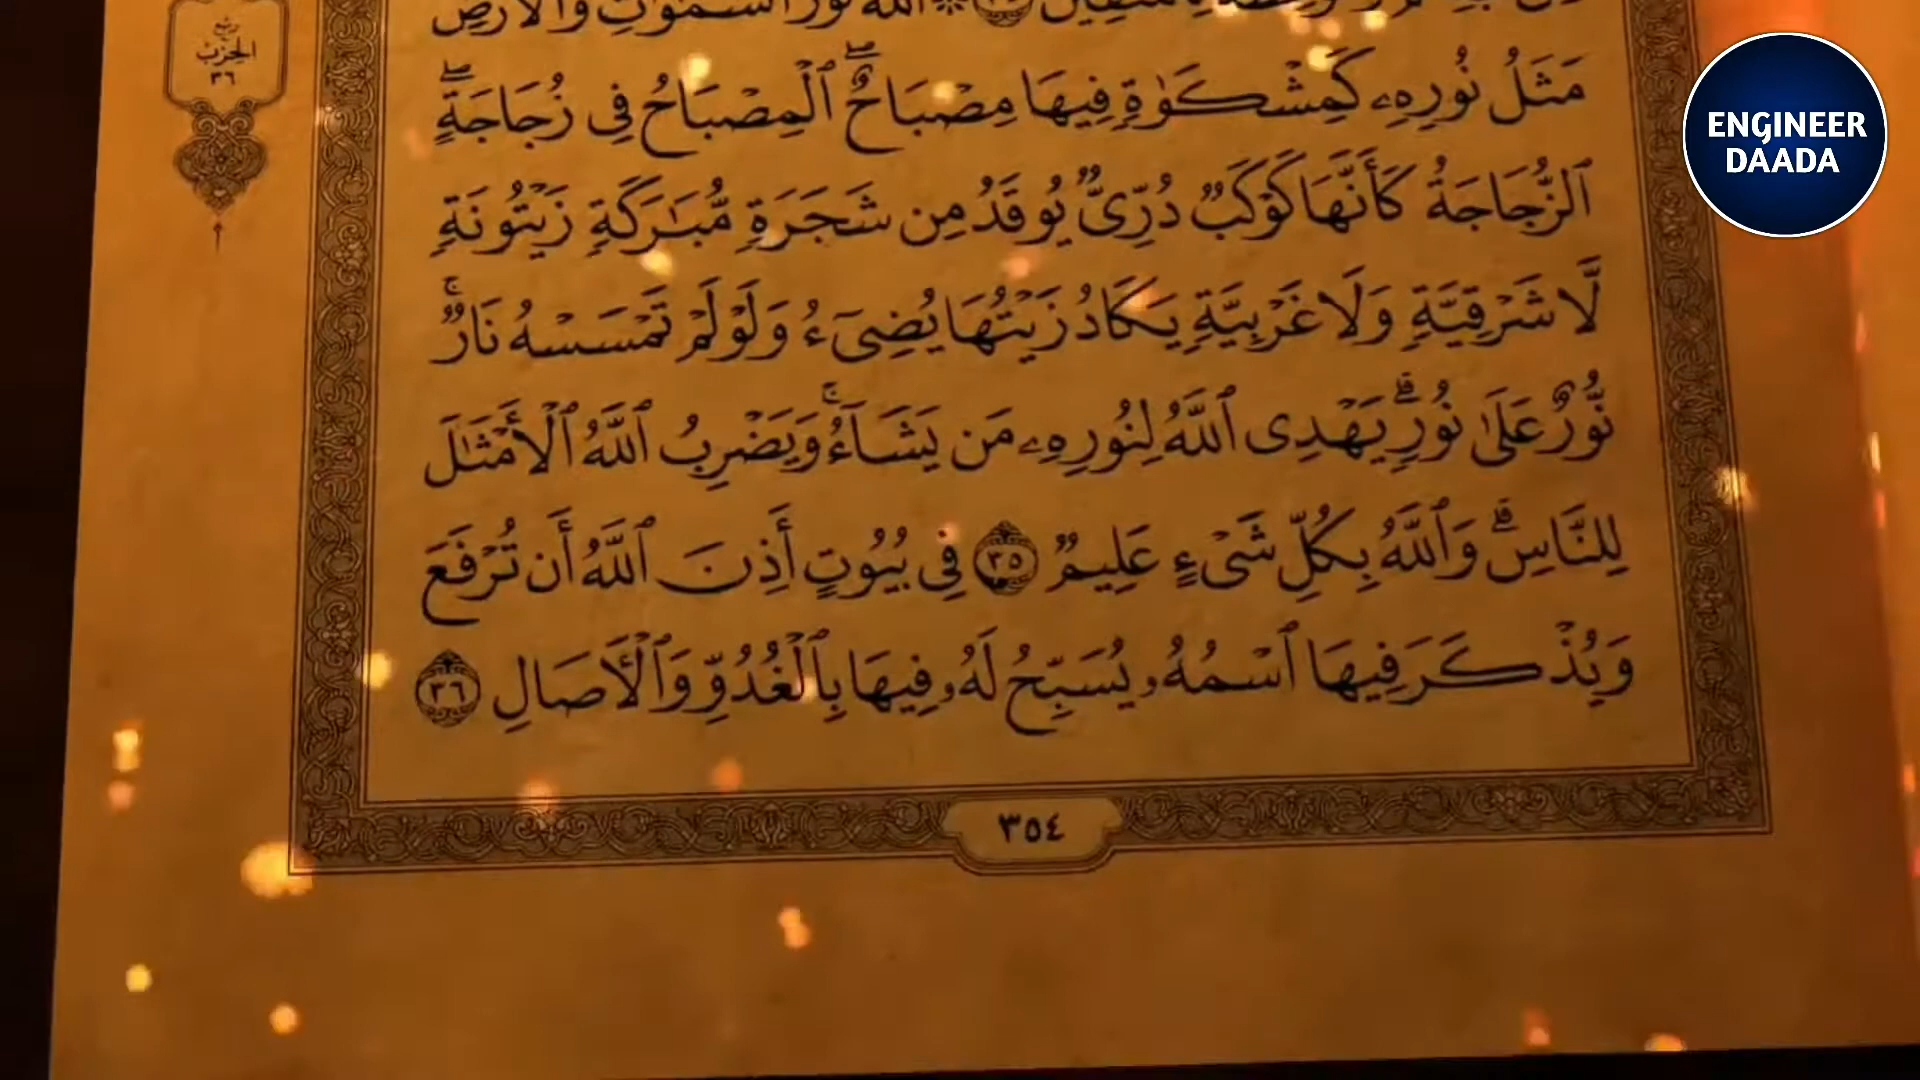 ٱللَّهُ نُورُ ٱلسَّمَٰوَٰتِ وَٱلْأَرْضِ
مَثَلُ نُورِهِۦ كَمِشْكَوٰةٍ فِيهَا مِصْبَاحٌ ۖ ٱلْمِصْبَاحُ فِى زُجَاجَةٍ ۖ
ٱلزُّجَاجَةُ كَأَنَّهَا كَوْكَبٌ دُرِّىٌّ يُوقَدُ مِن شَجَرَةٍ مُّبَٰرَكَةٍ زَيْتُونَةٍ
لَّا شَرْقِيَّةٍ وَلَا غَرْبِيَّةٍ يَكَادُ زَيْتُهَا يُضِىٓءُ وَلَوْ لَمْ تَمْسَسْهُ نَارٌ ۚ
نُّورٌ عَلَىٰ نُورٍ ۗ يَهْدِى ٱللَّهُ لِنُورِهِۦ مَن يَشَآءُ ۚ وَيَضْرِبُ ٱللَّهُ ٱلْأَمْثَٰلَ
لِلنَّاسِ ۗ وَٱللَّهُ بِكُلِّ شَىْءٍ عَلِيمٌ ٣٥ فِى بُيُوتٍ أَذِنَ ٱللَّهُ أَن تُرْفَعَ
وَيُذْكَرَ فِيهَا ٱسْمُهُۥ يُسَبِّحُ لَهُۥ فِيهَا بِٱلْغُدُوِّ وَٱلْءَاصَالِ ٣٦
٣٥٤
ربع
الحزب
٣٦
ENGINEER
DAADA